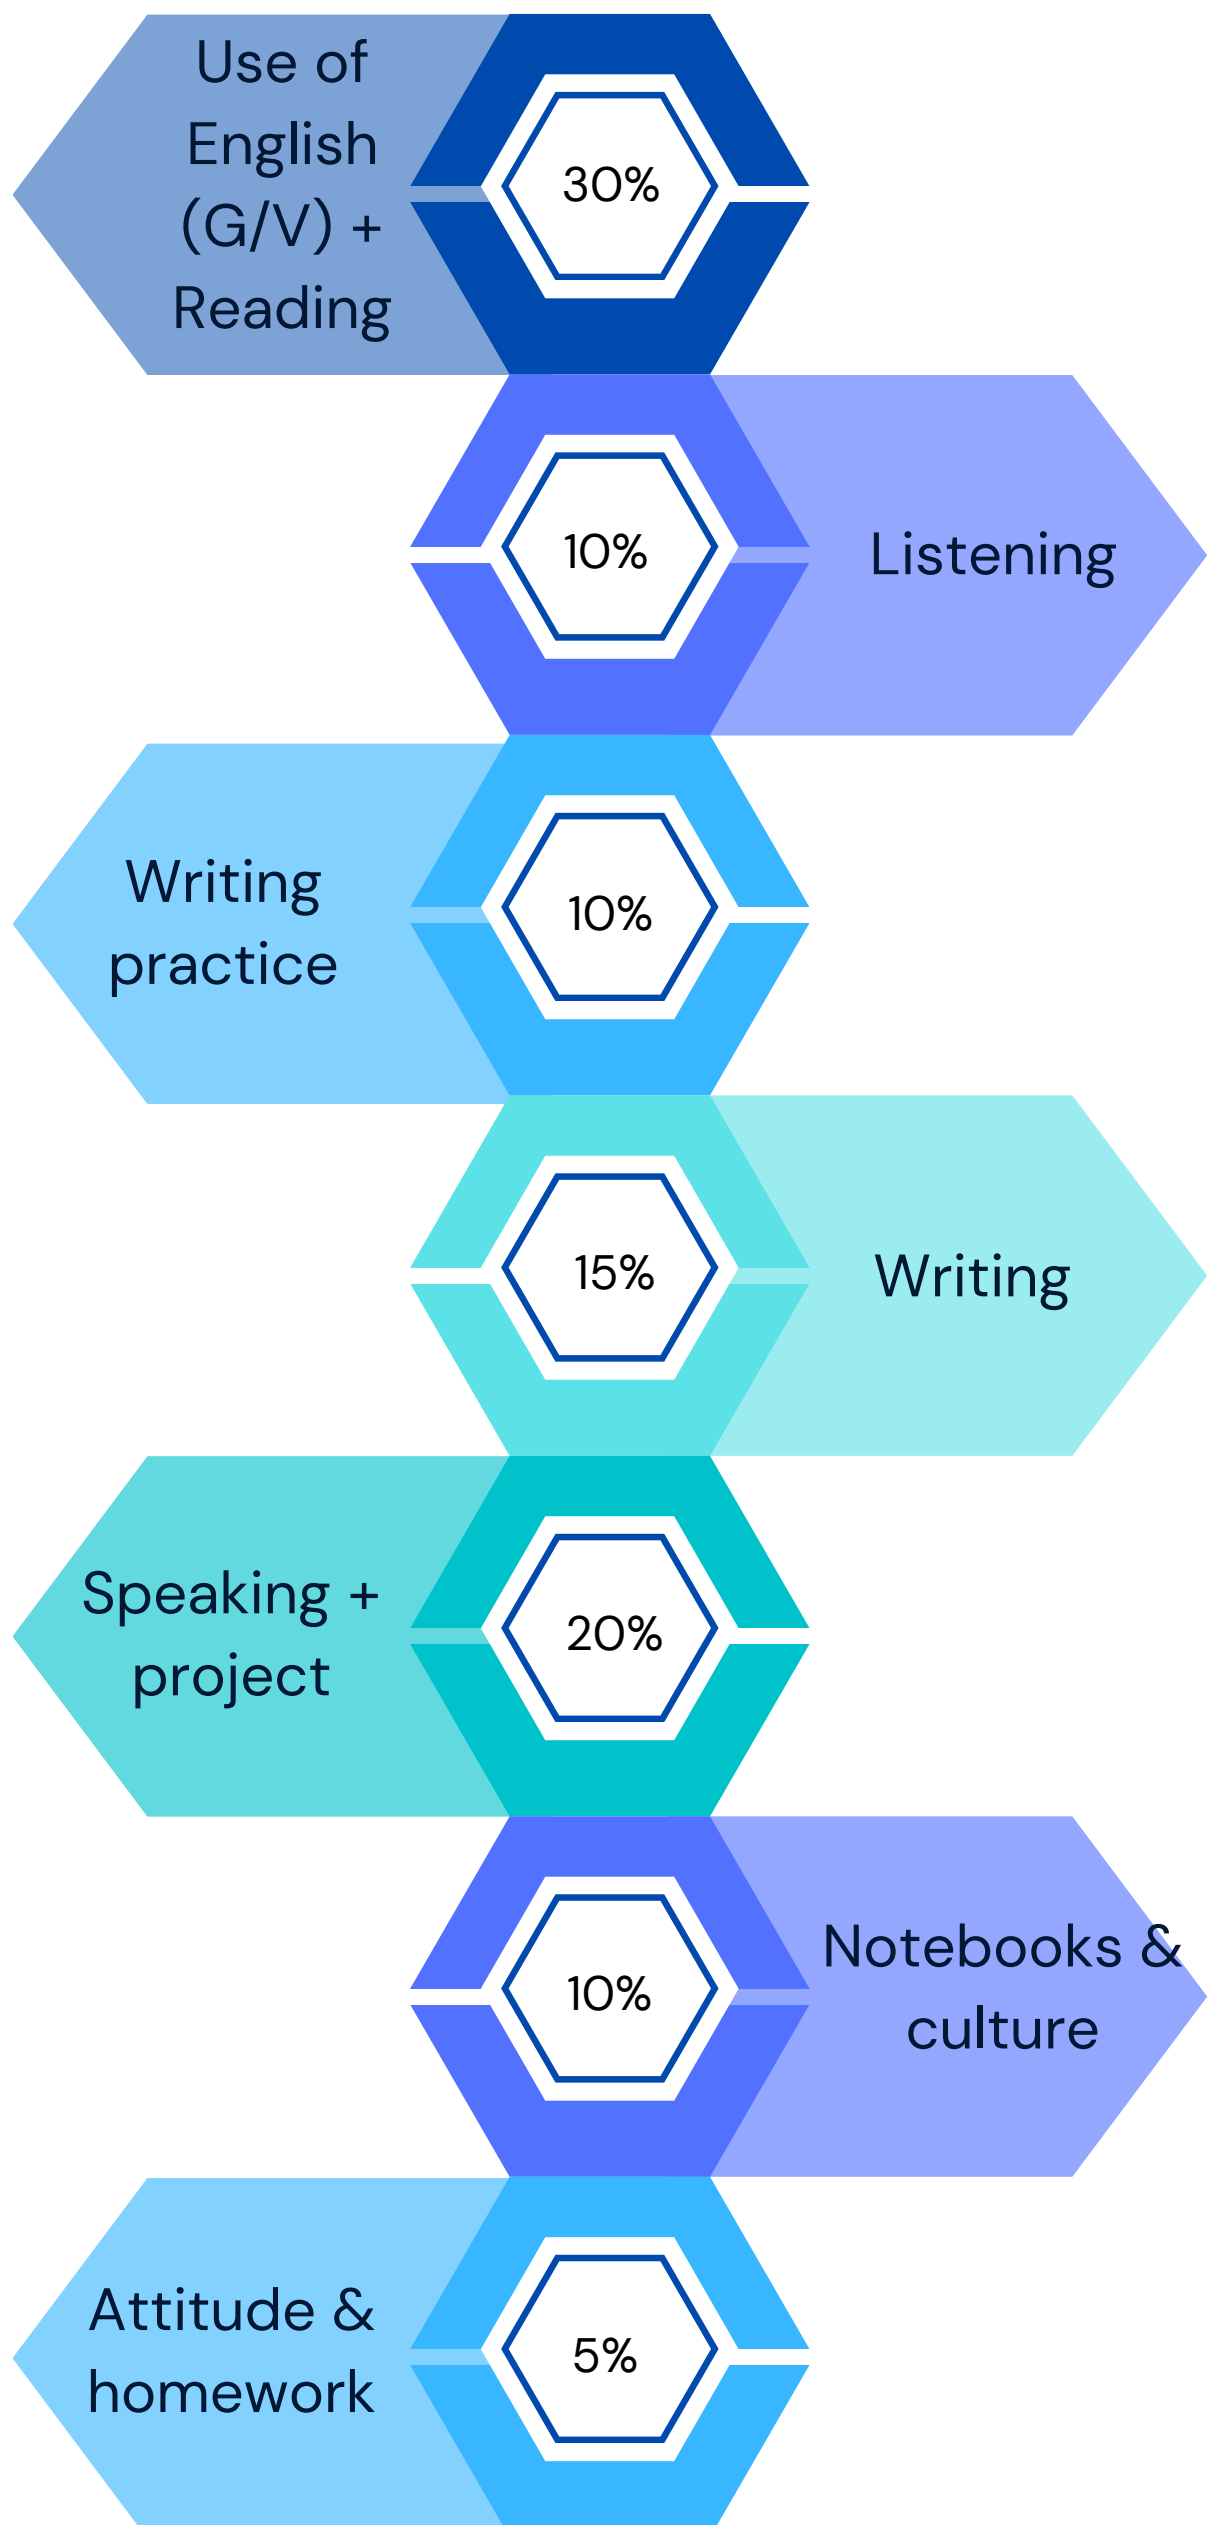 Use of
English
(G/V) +
Reading
30%
10%
Listening
Writing
practice
10%
15%
Writing
Speaking +
project
20%
10%
Notebooks &
culture
Attitude &
homework
5%